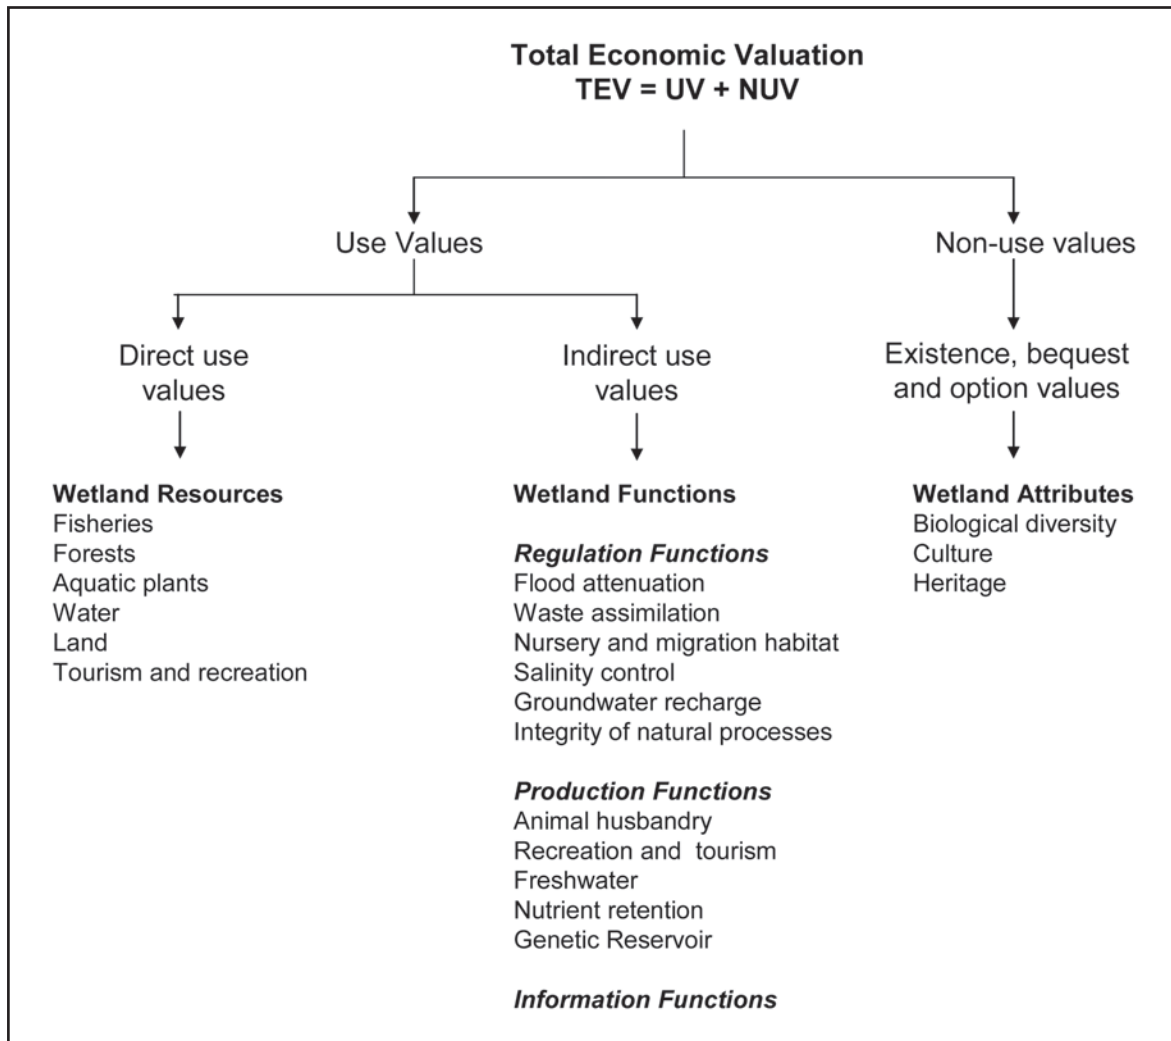 Total Economic Valuation
TEV = UV + NUV
Use Values
Non-use values
Direct use
values
Indirect use
values
Existence, bequest
and option values
Wetland Resources
Fisheries
Forests
Aquatic plants
Water
Land
Tourism and recreation
Wetland Functions
Regulation Functions
Flood attenuation
Waste assimilation
Nursery and migration habitat
Salinity control
Groundwater recharge
Integrity of natural processes
Production Functions
Animal husbandry
Recreation and tourism
Freshwater
Nutrient retention
Genetic Reservoir
Information Functions
Wetland Attributes
Biological diversity
Culture
Heritage